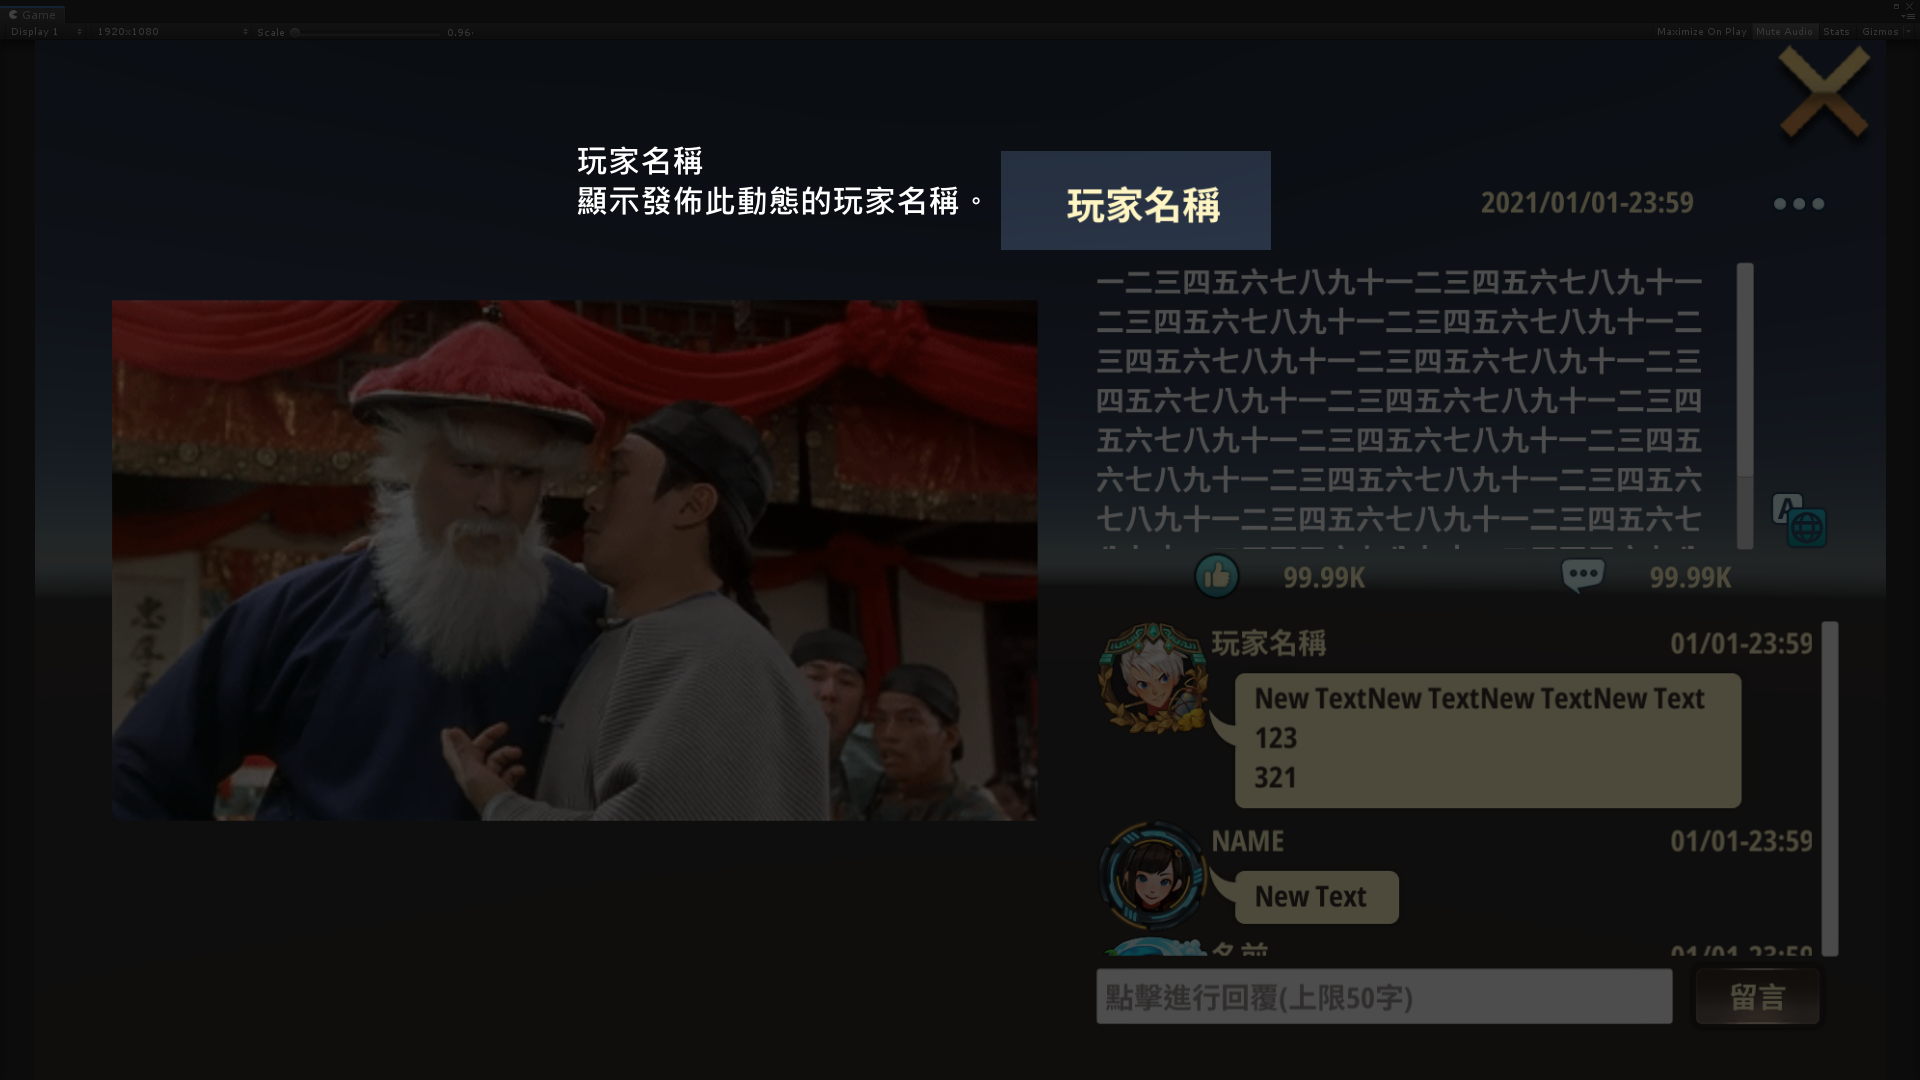 Game
Display 1
1920x1080
Scale
0.96
Maximize On Play
Mute Audio
Stats
Gizmos
玩家名稱
顯示發佈此動態的玩家名稱。
玩家名稱
2021/01/01-23:59
一二三四五六七八九十一二三四五六七八九十一
二三四五六七八九十一二三四五六七八九十一二
三四五六七八九十一二三四五六七八九十一二三
四五六七八九十一二三四五六七八九十一二三四
五六七八九十一二三四五六七八九十一二三四五
六七八九十一二三四五六七八九十一二三四五六
七八九十一二三四五六七八九十一二三四五六七
A
99.99K
99.99K
玩家名稱
01/01-23:59
New TextNew TextNew TextNew Text
123
321
NAME
01/01-23:59
New Text
名前
01/01-23:59
點擊進行回覆(上限50字)
留言